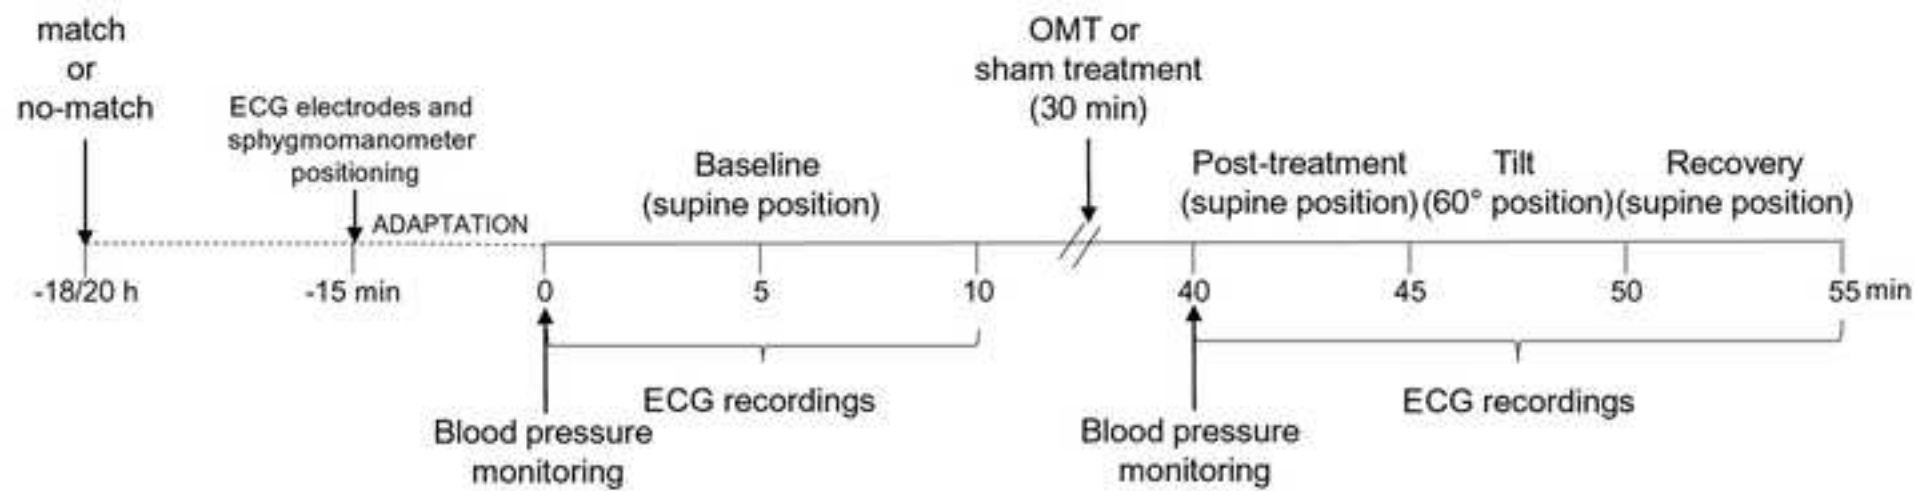 match
or
no-match
ECG electrodes and
sphygmomanometer
positioning
ADAPTATION
Baseline
(supine position)
OMT or
sham treatment
(30 min)
Post-treatment
(supine position)
Tilt
(60° position)
Recovery
(supine position)
-18/20 h
-15 min
0
5
10
40
45
50
55 min
ECG recordings
Blood pressure
monitoring
ECG recordings
Blood pressure
monitoring